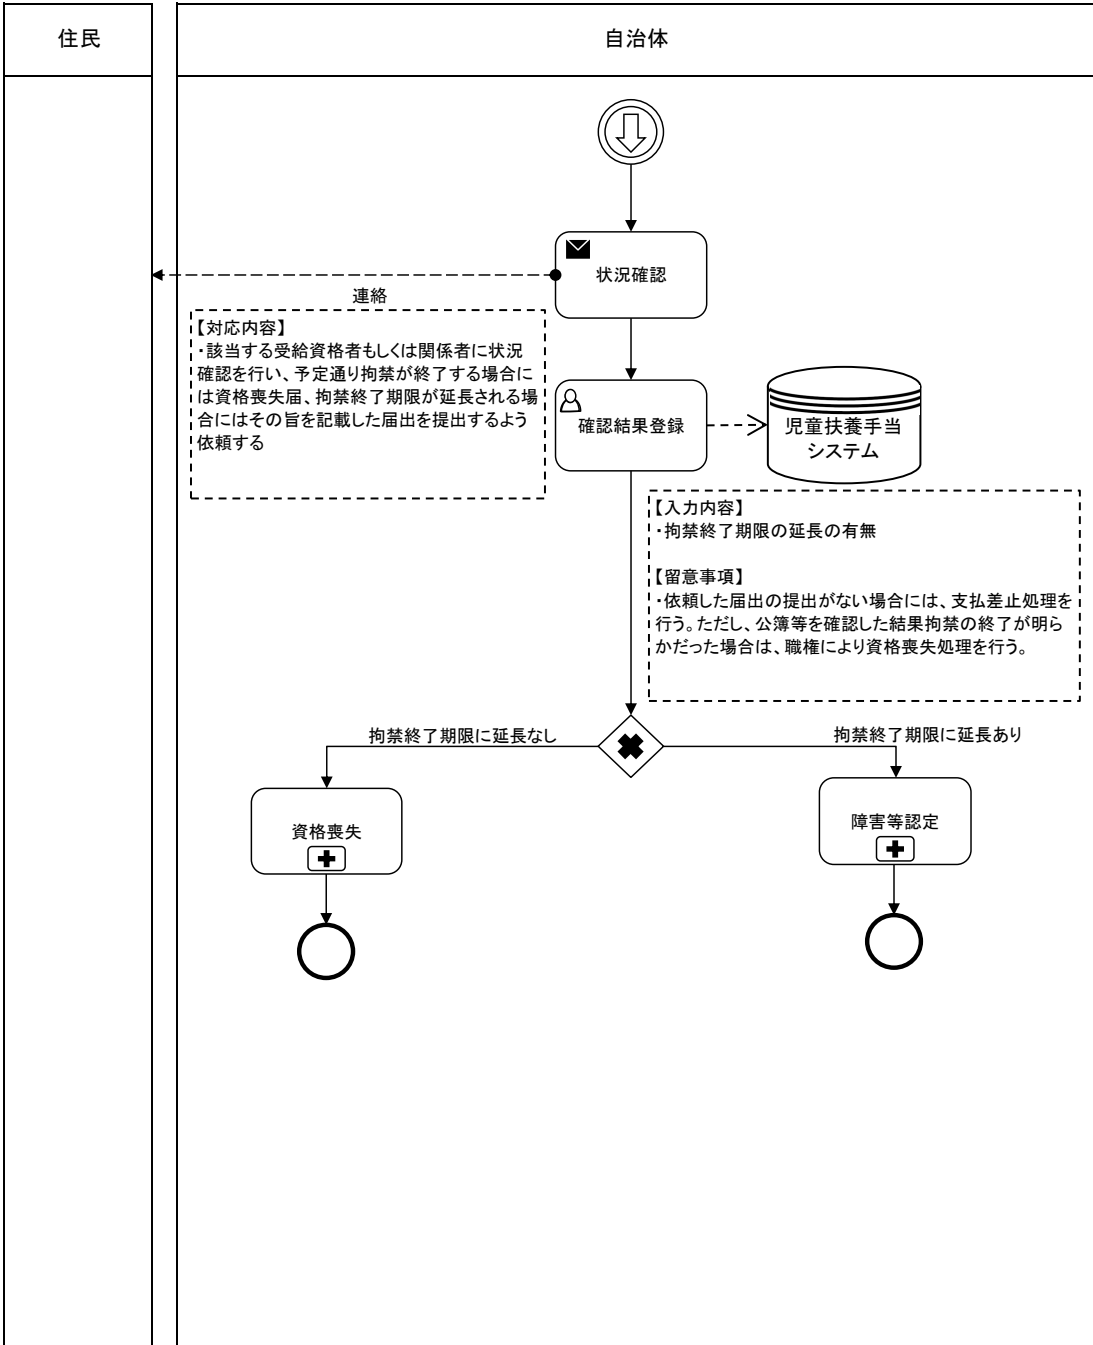 住民
自治体
状況確認
連絡
【対応内容】
・該当する受給資格者もしくは関係者に状況
確認を行い、予定通り拘禁が終了する場合に
は資格喪失届、拘禁終了期限が延長される場
合にはその旨を記載した届出を提出するよう
依頼する
確認結果登録
児童扶養手当
システム
【入力内容】
・拘禁終了期限の延長の有無
【留意事項】
・依頼した届出の提出がない場合には、支払差止処理を
行う。ただし、公簿等を確認した結果拘禁の終了が明ら
かだった場合は、職権により資格喪失処理を行う。
拘禁終了期限に延長なし
拘禁終了期限に延長あり
資格喪失
障害等認定